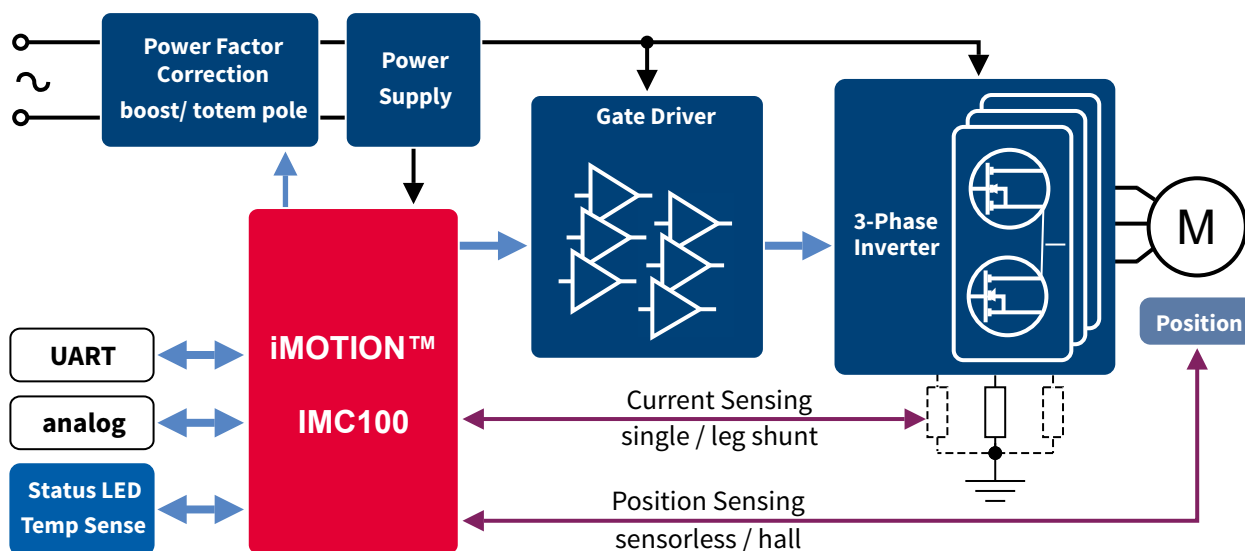 Power Factor
Correction
boost/ totem pole
Power
Supply
Gate Driver
3-Phase
Inverter
M
Position
iMOTION™
IMC100
UART
analog
Status LED
Temp Sense
Current Sensing
single / leg shunt
Position Sensing
sensorless / hall